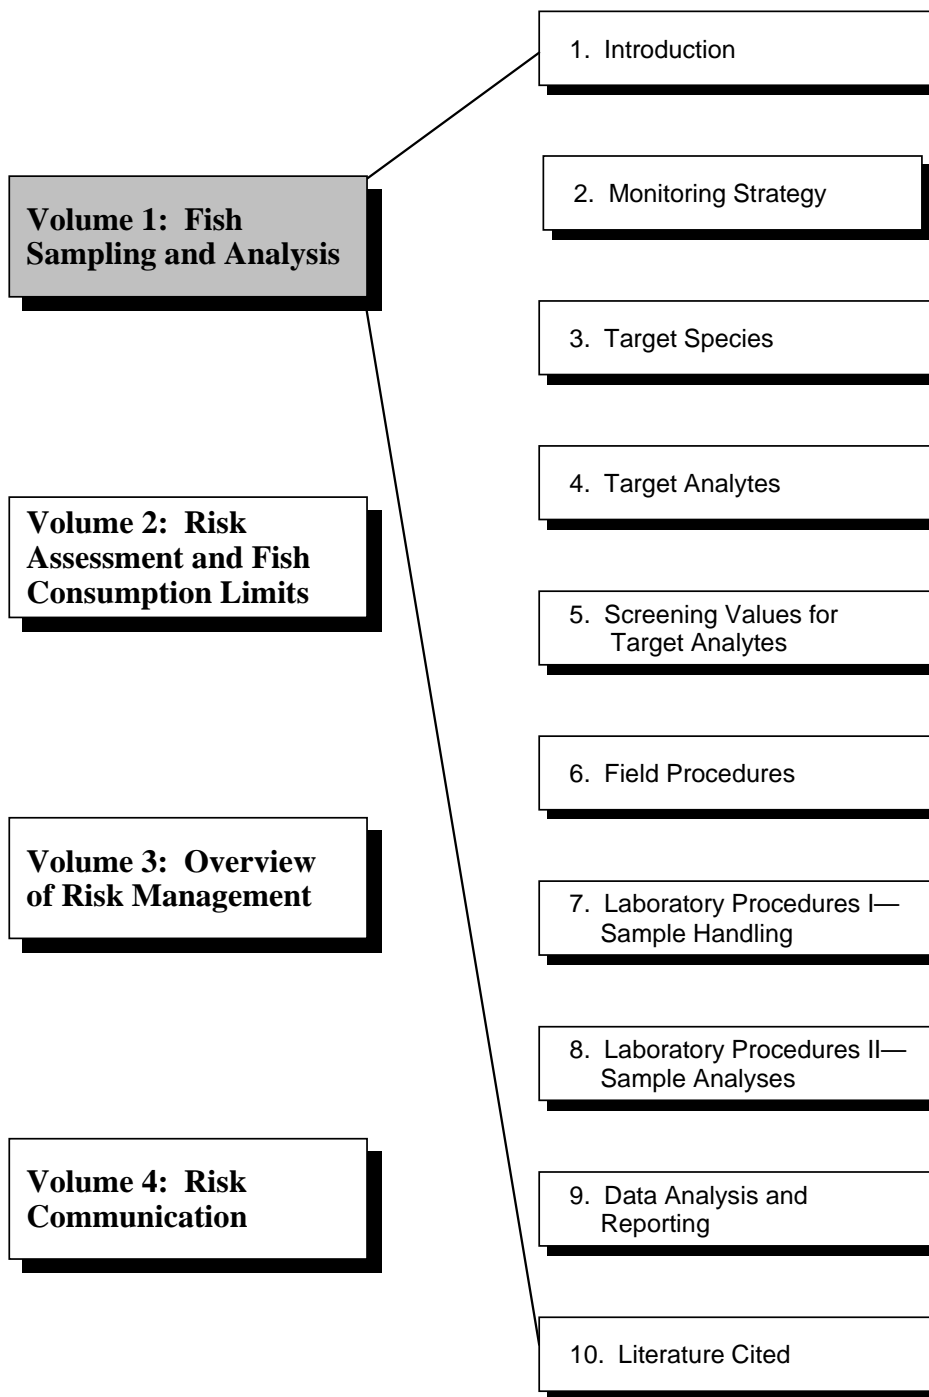 Volume 1: Fish
Sampling and Analysis
Volume 2: Risk
Assessment and Fish
Consumption Limits
Volume 3: Overview
of Risk Management
Volume 4: Risk
Communication
1. Introduction
2. Monitoring Strategy
3. Target Species
4. Target Analytes
5. Screening Values for
Target Analytes
6. Field Procedures
7. Laboratory Procedures I—
Sample Handling
8. Laboratory Procedures II—
Sample Analyses
9. Data Analysis and
Reporting
10. Literature Cited